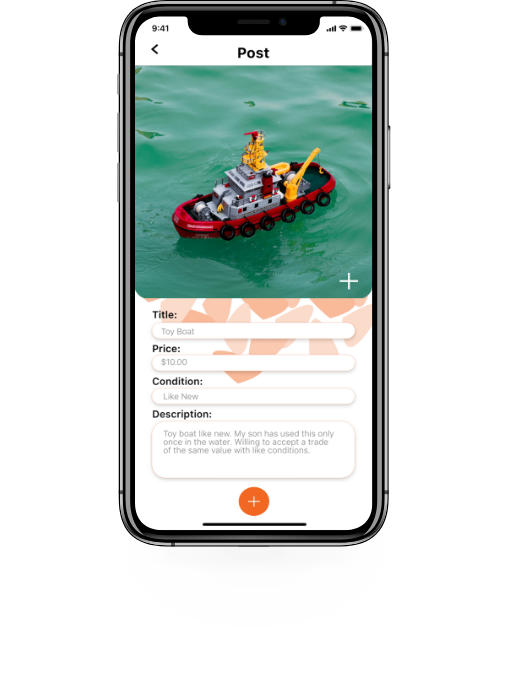 9:41
Post
Title:
Toy Boat
Price:
$10.00
Condition:
Like New
Description:
Toy boat like new. My son has used this only
once in the water. Willing to accept a trade
of the same value with like conditions.